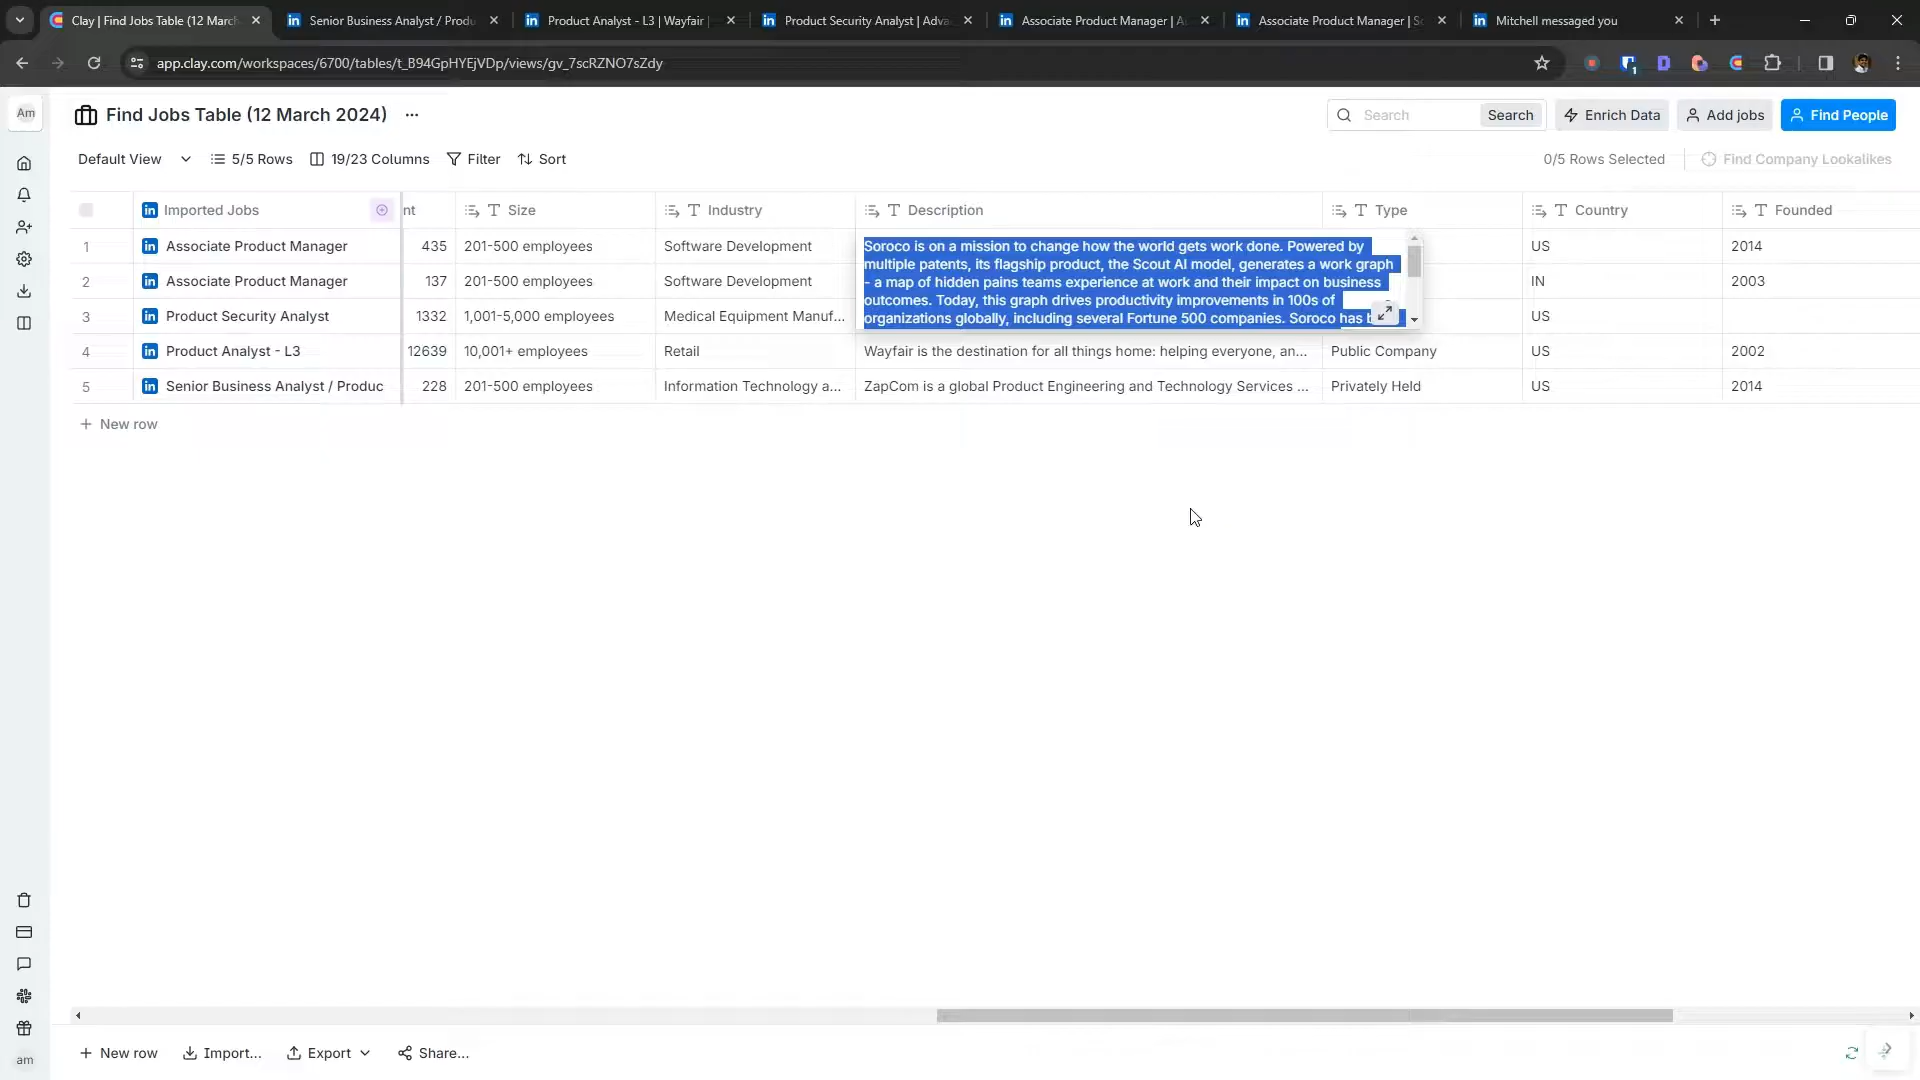 Clay | Find Jobs Table (12 March
Senior Business Analyst / Produ
Product Analyst - L3 | Wayfair |
Product Security Analyst | Adva
Associate Product Manager | A
Associate Product Manager | So
Mitchell messaged you
app.clay.com/workspaces/6700/tables/t_B94GpHYEjVDp/views/gv_7scRZNO7sZdy
Am
Find Jobs Table (12 March 2024)
Search
Search
Enrich Data
Add jobs
Find People
Default View
5/5 Rows
19/23 Columns
Filter
Sort
0/5 Rows Selected
Find Company Lookalikes
Imported Jobs nt Size Industry Description Type Country Founded
1 Associate Product Manager 435 201-500 employees Software Development US 2014
Soroco is on a mission to change how the world gets work done. Powered by
multiple patents, its flagship product, the Scout AI model, generates a work graph
- a map of hidden pains teams experience at work and their impact on business
outcomes. Today, this graph drives productivity improvements in 100s of
organizations globally, including several Fortune 500 companies. Soroco has
2 Associate Product Manager 137 201-500 employees Software Development IN 2003
3 Product Security Analyst 1332 1,001-5,000 employees Medical Equipment Manuf... US
4 Product Analyst - L3 12639 10,001+ employees Retail Wayfair is the destination for all things home: helping everyone, an... Public Company US 2002
5 Senior Business Analyst / Produc 228 201-500 employees Information Technology a... ZapCom is a global Product Engineering and Technology Services ... Privately Held US 2014
New row
New row
Import...
Export
Share...
am